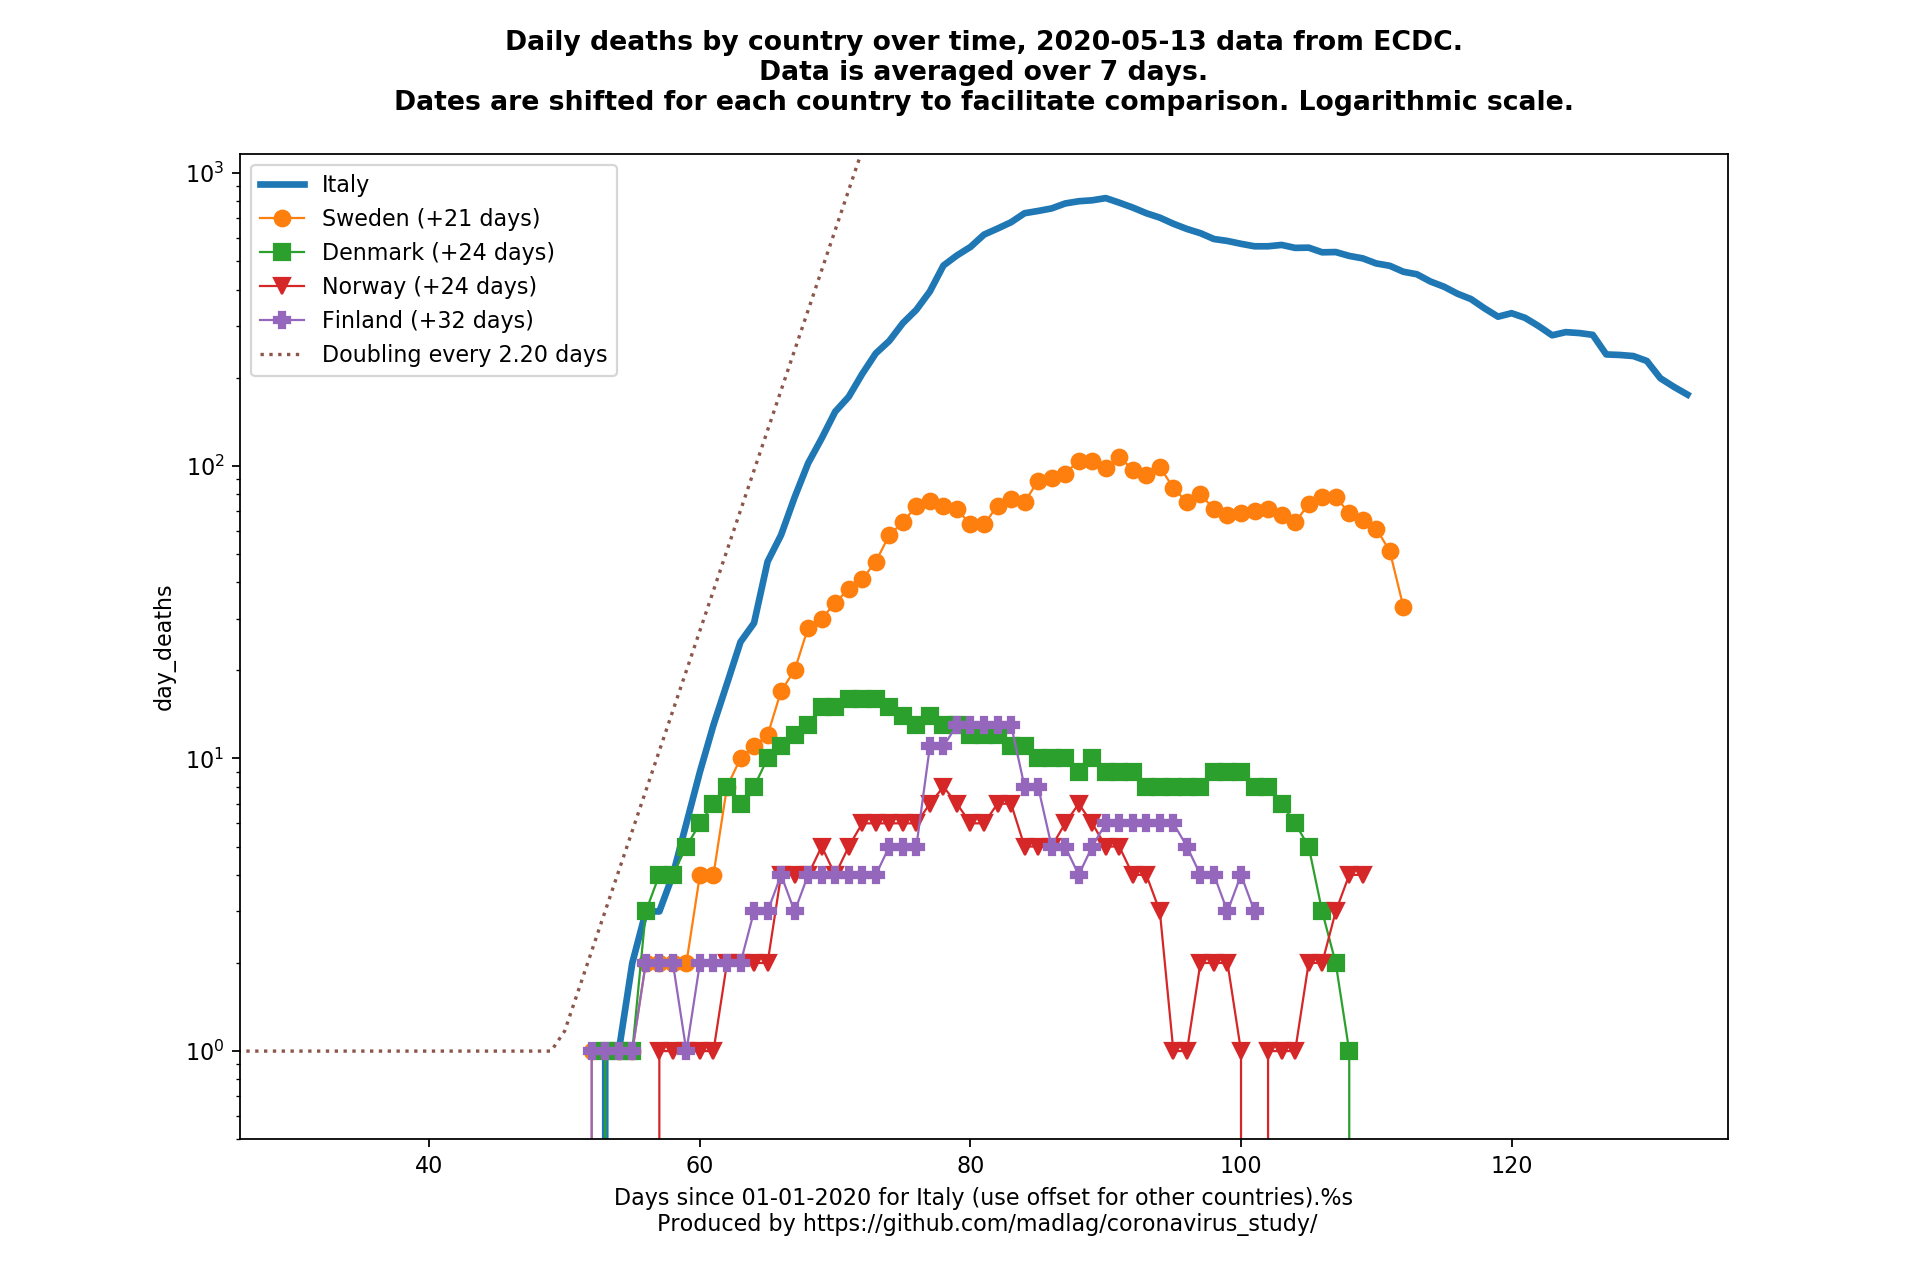 Daily deaths by country over time, 2020-05-13 data from ECDC.
Data is averaged over 7 days.
Dates are shifted for each country to facilitate comparison. Logarithmic scale.
10³
10²
10¹
10⁰
day_deaths
Italy
Sweden (+21 days)
Denmark (+24 days)
Norway (+24 days)
Finland (+32 days)
Doubling every 2.20 days
40 60 80 100 120
Days since 01-01-2020 for Italy (use offset for other countries).%s
Produced by https://github.com/madlag/coronavirus_study/